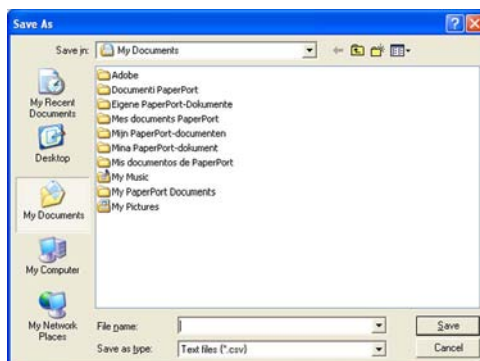 Save As
Save in:
My Documents
My Recent
Documents
Desktop
My Documents
My Computer
My Network
Places
Adobe
Documenti PaperPort
Eigene PaperPort-Dokumente
Mes documents PaperPort
Mijn PaperPort-documenten
Mina PaperPort-dokument
Mis documentos de PaperPort
My Music
My PaperPort Documents
My Pictures
File name:
Save
Save as type:
Text files (*.csv)
Cancel